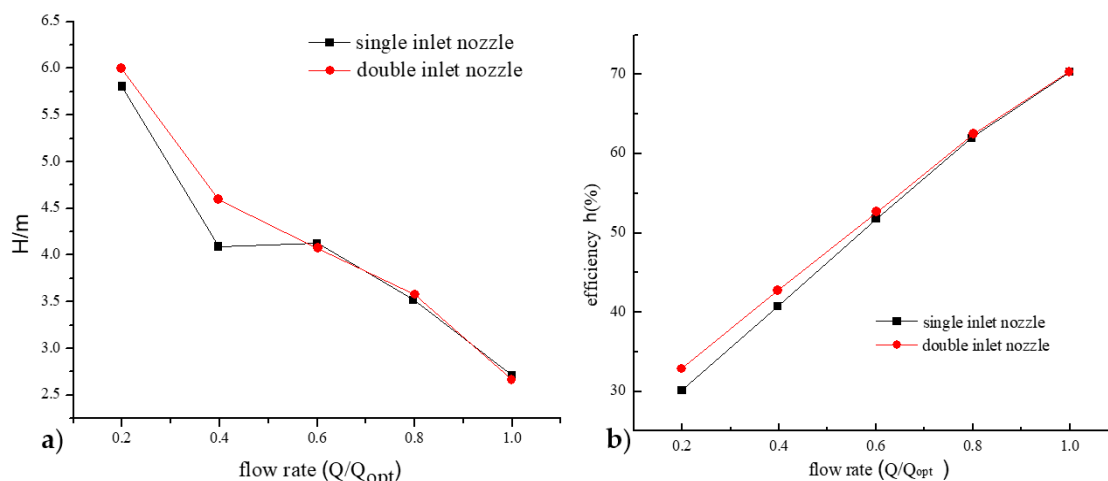 6.5
6.0
5.5
5.0
4.5
4.0
3.5
3.0
2.5
H/m
single inlet nozzle
double inlet nozzle
0.2 0.4 0.6 0.8 1.0
a)
flow rate (Q/Qopt)
70
60
50
40
30
efficiency h(%)
single inlet nozzle
double inlet nozzle
0.2 0.4 0.6 0.8 1.0
b)
flow rate (Q/Qopt )